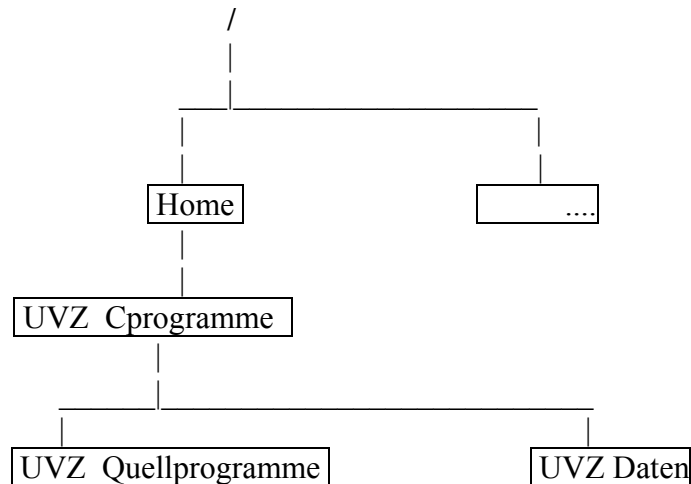 /
Home ....
UVZ Cprogramme
UVZ Quellprogramme UVZ Daten